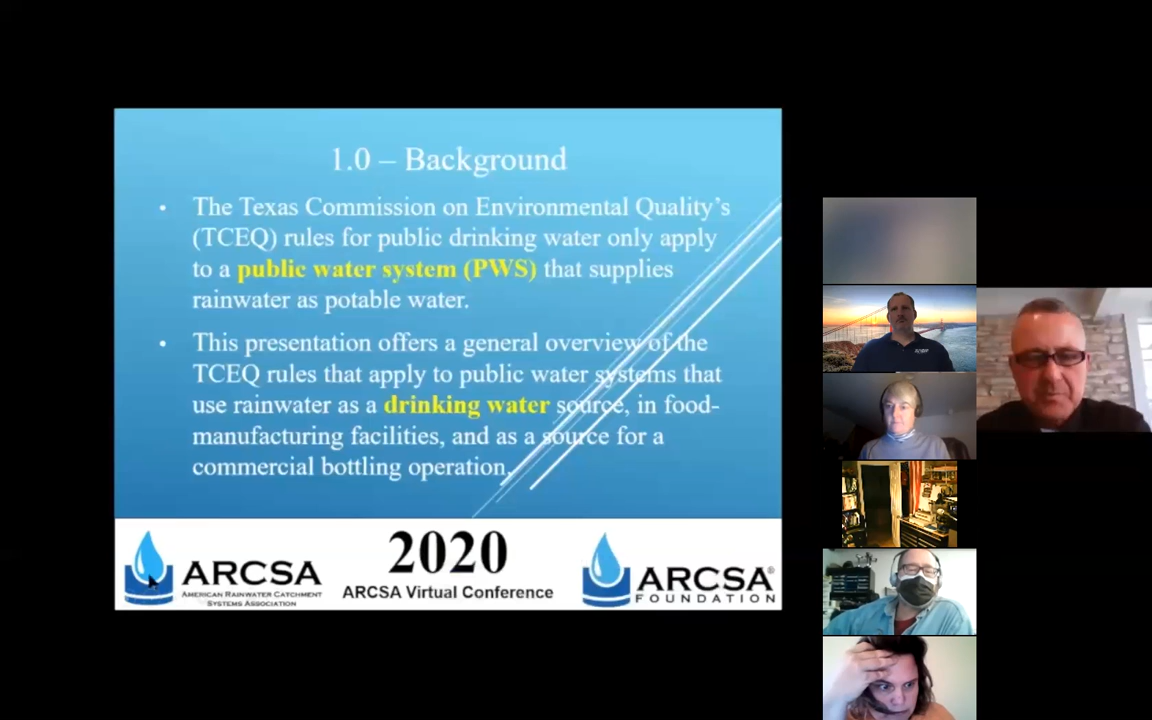 1.0 – Background
• The Texas Commission on Environmental Quality’s
(TCEQ) rules for public drinking water only apply
to a public water system (PWS) that supplies
rainwater as potable water.
• This presentation offers a general overview of the
TCEQ rules that apply to public water systems that
use rainwater as a drinking water source, in food-
manufacturing facilities, and as a source for a
commercial bottling operation.
ARCSA
AMERICAN RAINWATER CATCHMENT
SYSTEMS ASSOCIATION
2020
ARCSA Virtual Conference
ARCSA®
FOUNDATION